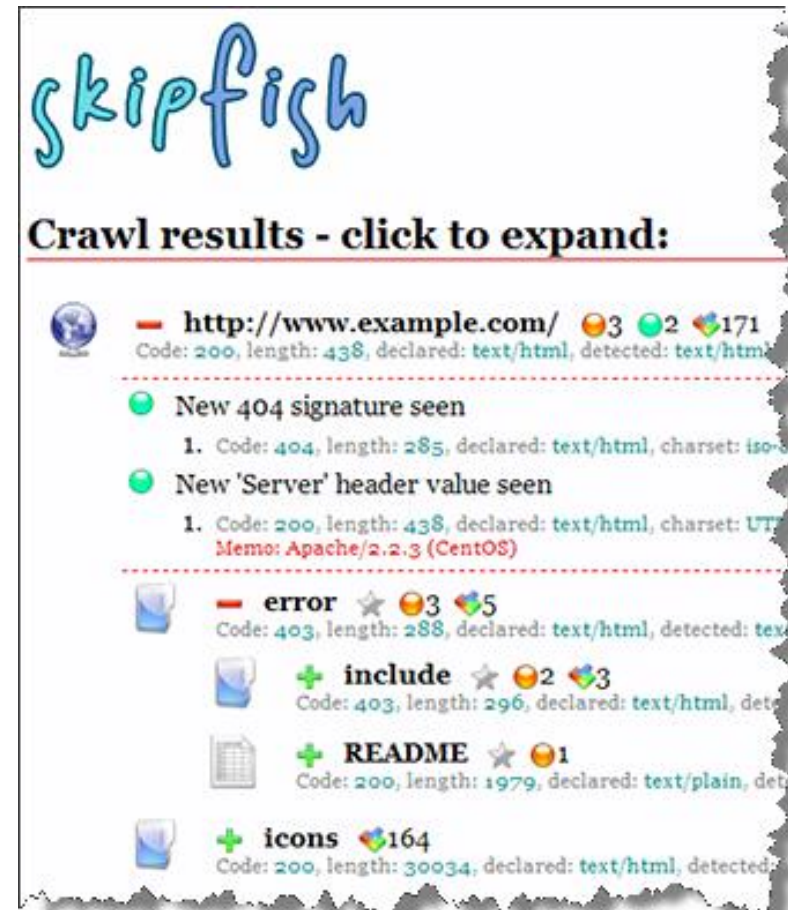 skipfish
Crawl results - click to expand:
http://www.example.com/ 3 2 171
Code: 200, length: 438, declared: text/html, detected: text/html
New 404 signature seen
1. Code: 404, length: 285, declared: text/html, charset: iso-8
New 'Server' header value seen
1. Code: 200, length: 438, declared: text/html, charset: UTF
Memo: Apache/2.2.3 (CentOS)
error 3 5
Code: 403, length: 288, declared: text/html, detected: tex
include 2 3
Code: 403, length: 296, declared: text/html, dete
README 1
Code: 200, length: 1979, declared: text/plain, det
icons 164
Code: 200, length: 30034, declared: text/html, detected: